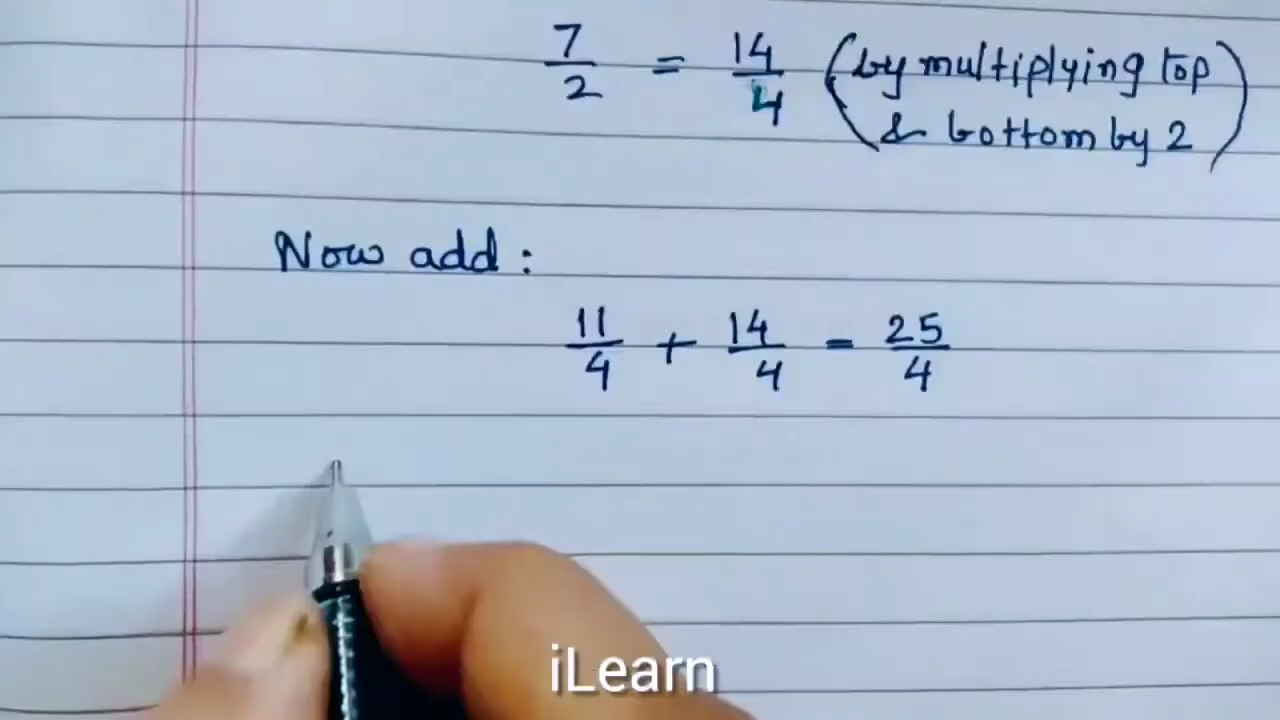 7/2 = 14/4 (by multiplying top
& bottom by 2)
Now add:
11/4 + 14/4 = 25/4
iLearn